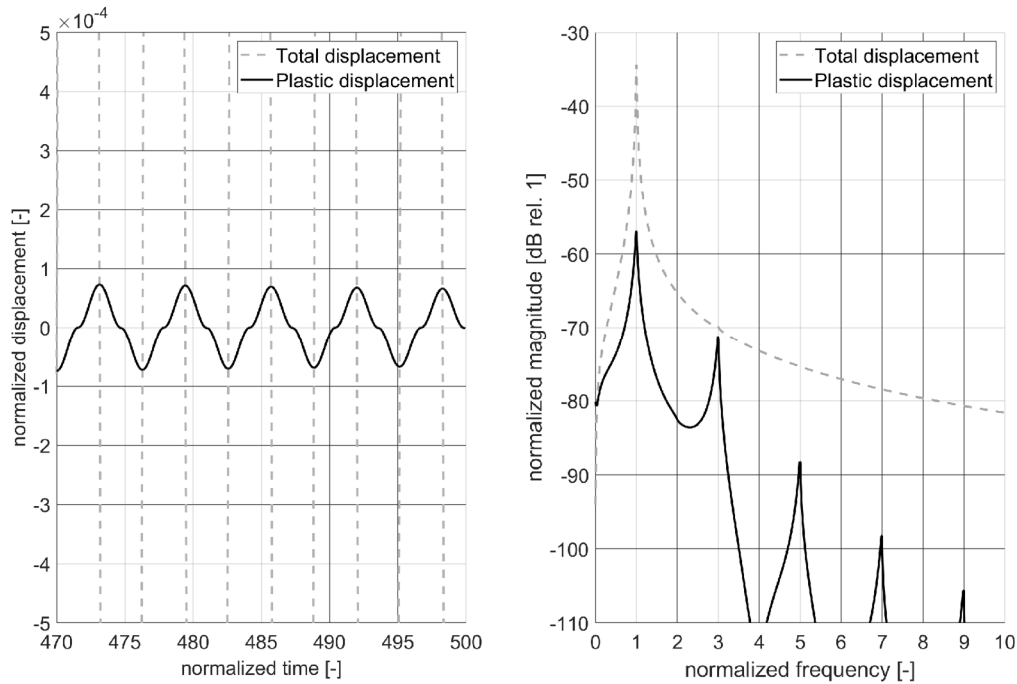 ×10⁻⁴
5
4
3
2
1
0
-1
-2
-3
-4
-5
470 475 480 485 490 495 500
normalized time [-]
normalized displacement [-]
Total displacement
Plastic displacement
-30
-40
-50
-60
-70
-80
-90
-100
-110
0 1 2 3 4 5 6 7 8 9 10
normalized frequency [-]
normalized magnitude [dB rel. 1]
Total displacement
Plastic displacement